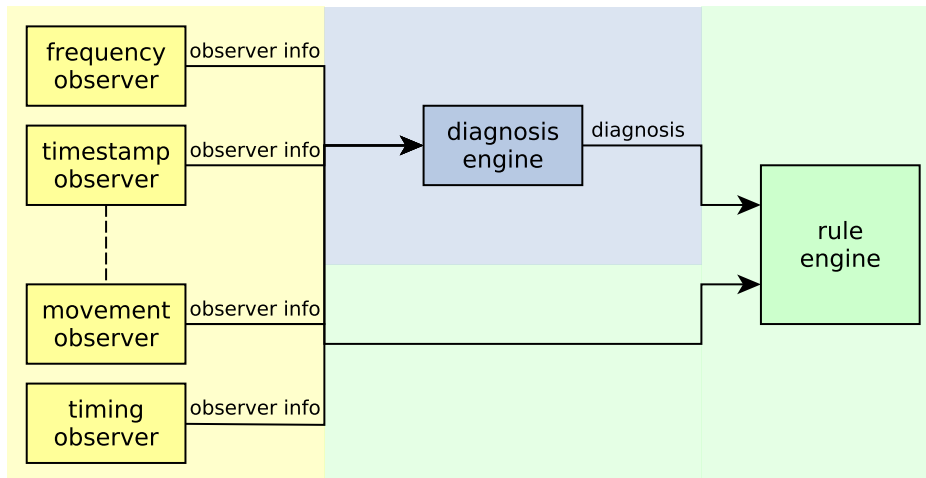 frequency
observer
observer info
timestamp
observer
observer info
diagnosis
engine
diagnosis
rule
engine
movement
observer
observer info
timing
observer
observer info